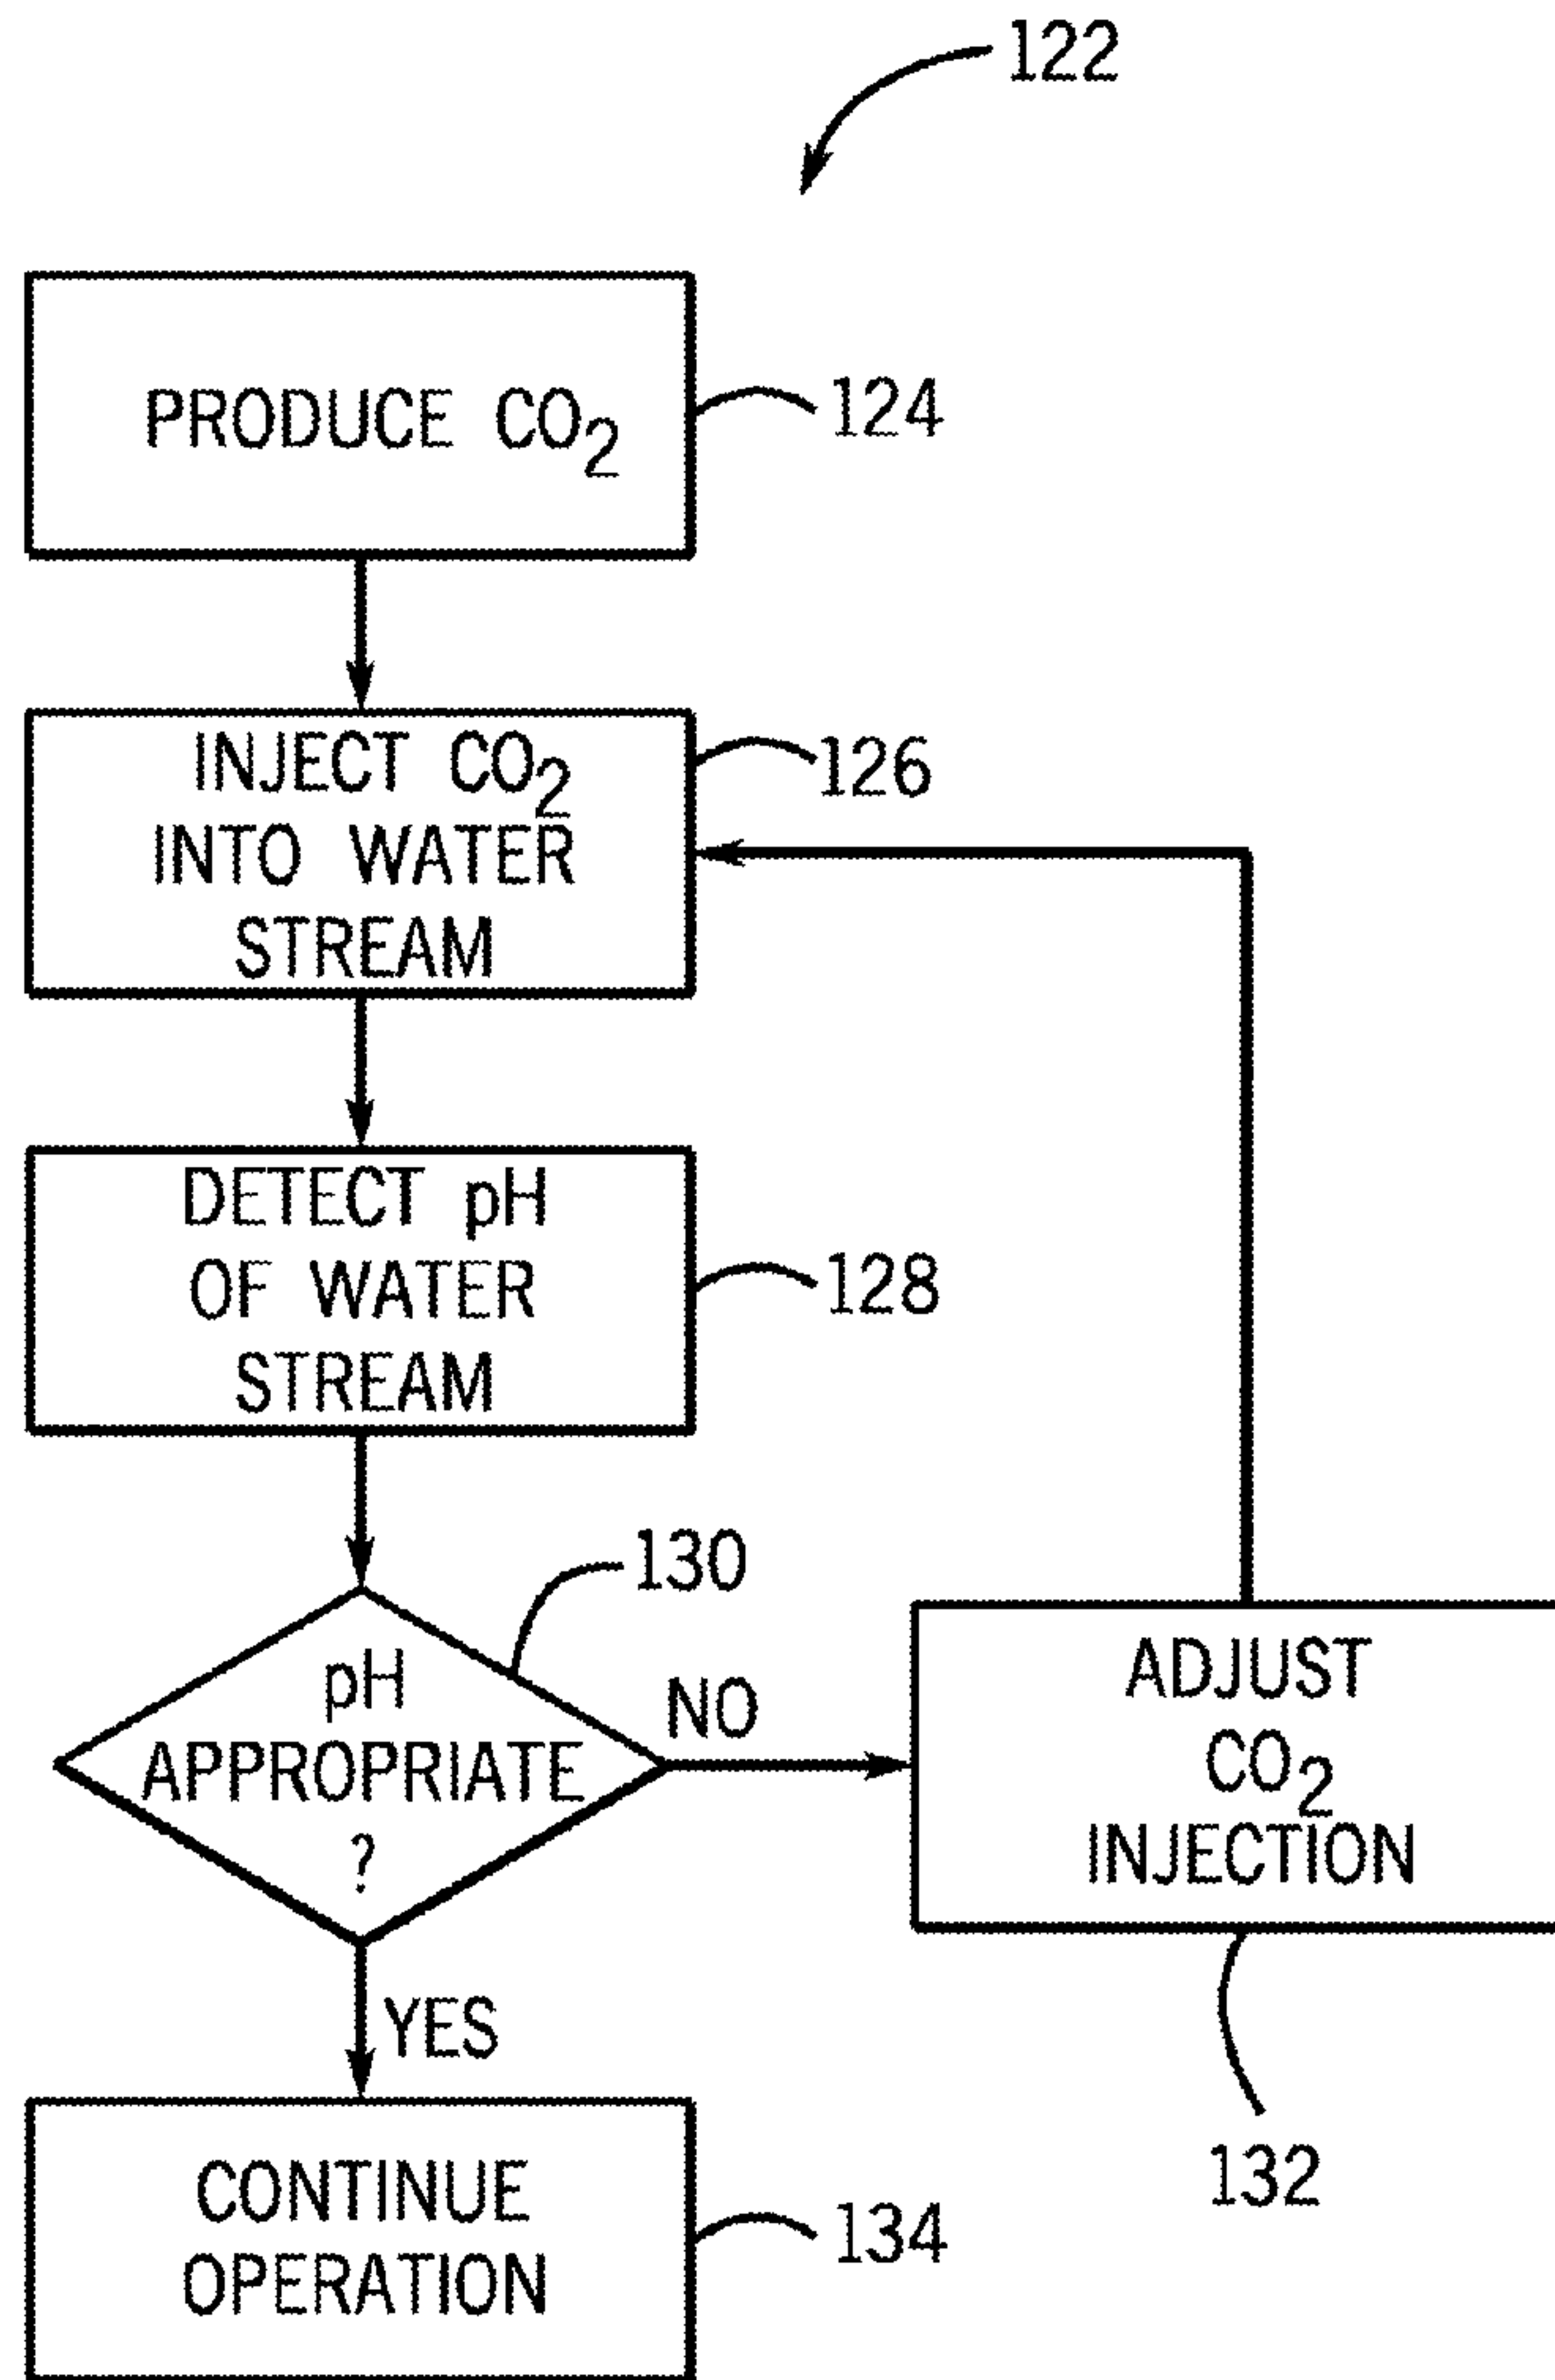 122
PRODUCE CO2
124
INJECT CO2
INTO WATER
STREAM
126
DETECT pH
OF WATER
STREAM
128
130
pH
APPROPRIATE
?
NO
ADJUST
CO2
INJECTION
132
YES
CONTINUE
OPERATION
134